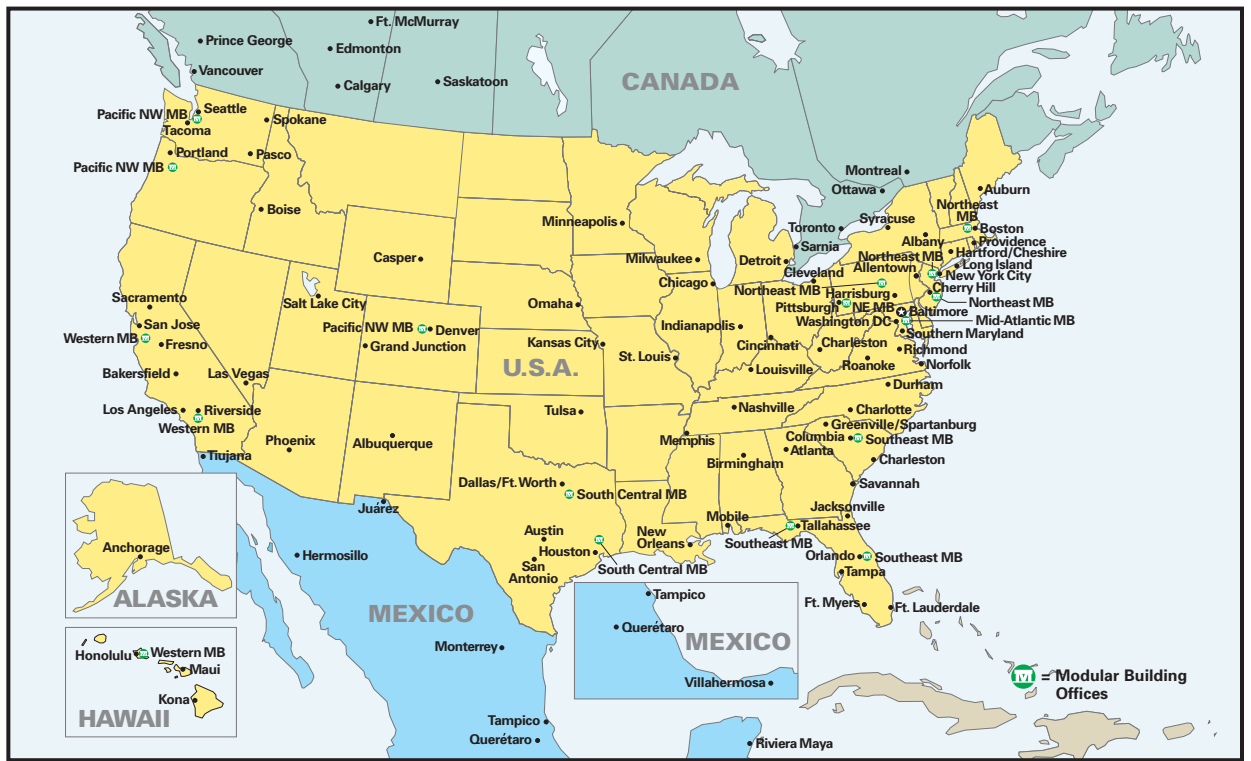 Ft. McMurray
Prince George
Edmonton
Vancouver
Calgary
Saskatoon
CANADA
Pacific NW MB
Seattle
Tacoma
Spokane
Portland
Pasco
Pacific NW MB
Montreal
Ottawa
Auburn
Boise
Northeast
MB
Minneapolis
Syracuse
Toronto
Boston
Albany
Providence
Sarnia
Hartford/Cheshire
Northeast MB
Casper
Milwaukee
Detroit
Long Island
Cleveland
Allentown
New York City
Chicago
Northeast MB
Harrisburg
Cherry Hill
Northeast MB
Sacramento
Salt Lake City
Omaha
Pittsburgh
NE MB
Baltimore
San Jose
Pacific NW MB
Denver
Indianapolis
Washington DC
Mid-Atlantic MB
Western MB
Fresno
Grand Junction
Kansas City
Cincinnati
Charleston
Southern Maryland
St. Louis
Richmond
U.S.A.
Roanoke
Norfolk
Bakersfield
Las Vegas
Louisville
Durham
Los Angeles
Riverside
Tulsa
Nashville
Charlotte
Western MB
Greenville/Spartanburg
Phoenix
Albuquerque
Memphis
Columbia
Southeast MB
Tiujana
Birmingham
Atlanta
Charleston
Dallas/Ft. Worth
South Central MB
Savannah
Juárez
Jacksonville
Mobile
Tallahassee
Austin
New
Orleans
Southeast MB
Anchorage
Hermosillo
Houston
San
Antonio
South Central MB
Orlando
Southeast MB
Tampa
ALASKA
MEXICO
Tampico
Ft. Myers
Ft. Lauderdale
Querétaro
MEXICO
Honolulu
Western MB
Maui
Monterrey
Villahermosa
= Modular Building
Offices
Kona
HAWAII
Tampico
Querétaro
Riviera Maya